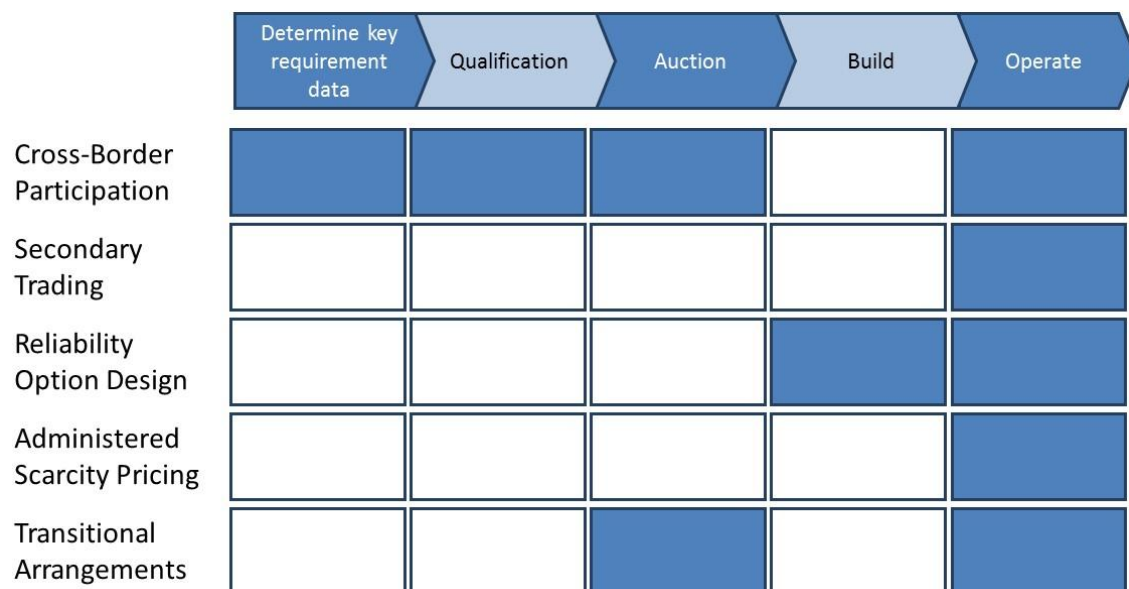 Determine key
requirement
data
Qualification
Auction
Build
Operate
Cross-Border
Participation
Secondary
Trading
Reliability
Option Design
Administered
Scarcity Pricing
Transitional
Arrangements